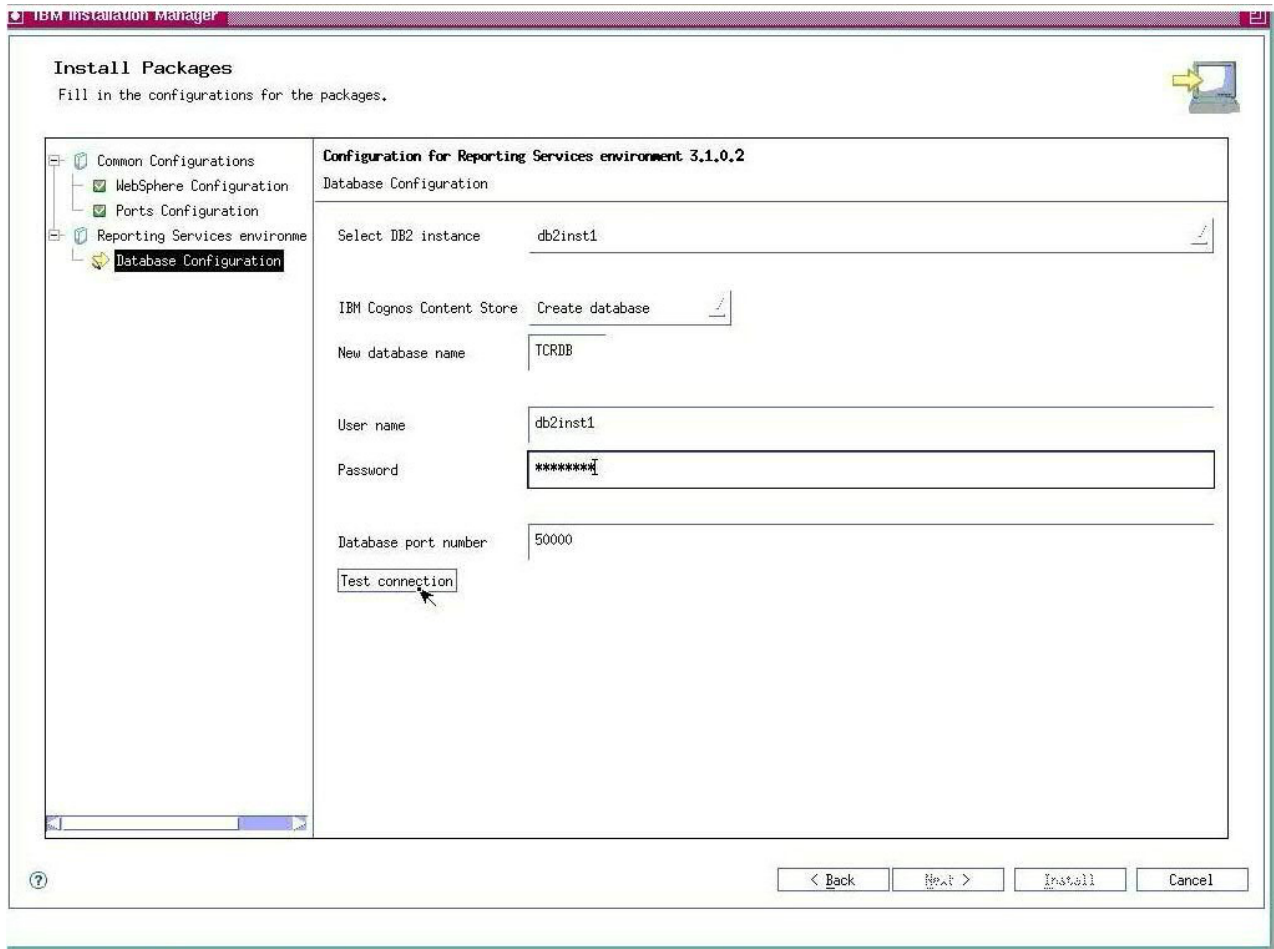 IBM Installation Manager
Install Packages
Fill in the configurations for the packages.
Common Configurations
WebSphere Configuration
Ports Configuration
Reporting Services environme
Database Configuration
Configuration for Reporting Services environment 3.1.0.2
Database Configuration
Select DB2 instance db2inst1
IBM Cognos Content Store Create database
New database name TCRDB
User name db2inst1
Password ********
Database port number 50000
Test connection
?
< Back Next > Install Cancel